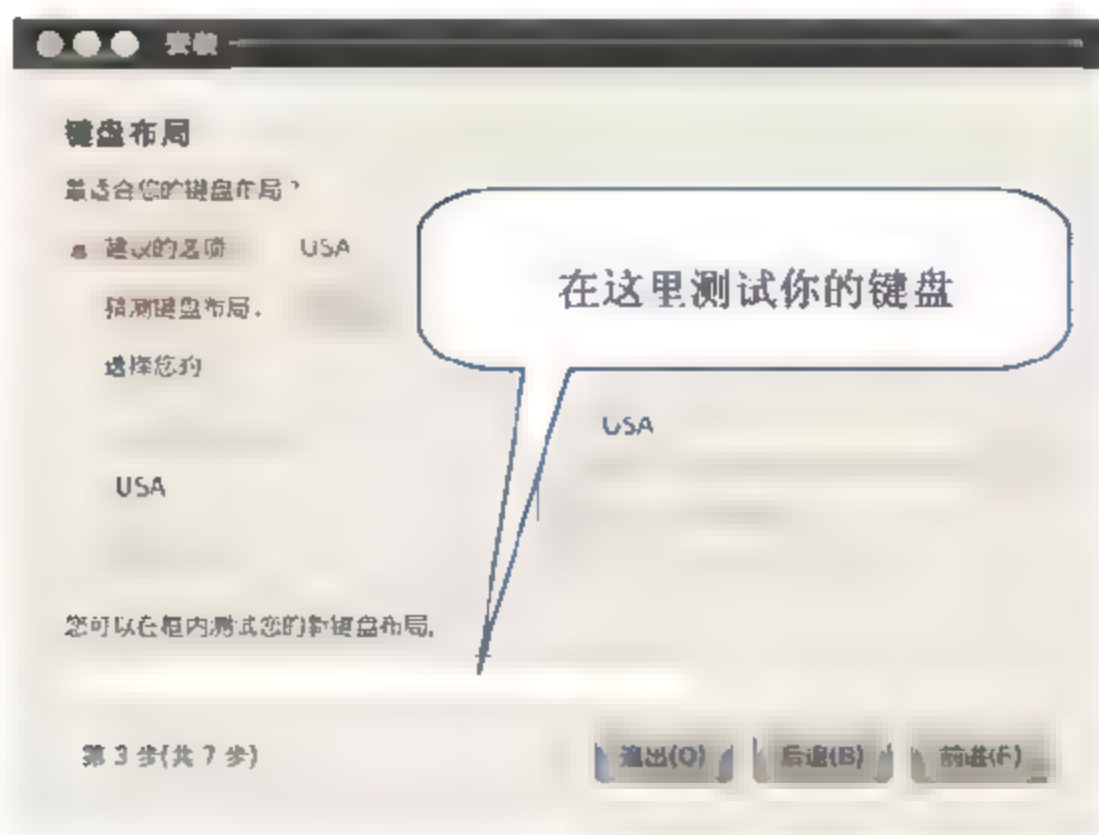 安装
键盘布局
最适合您的键盘布局?
建议的选项 USA
猜测键盘布局。
选择您的
在这里测试你的键盘
USA
USA
您可以在框内测试您的新键盘布局。
第 3 步(共 7 步) 退出(Q) 后退(B) 前进(F)